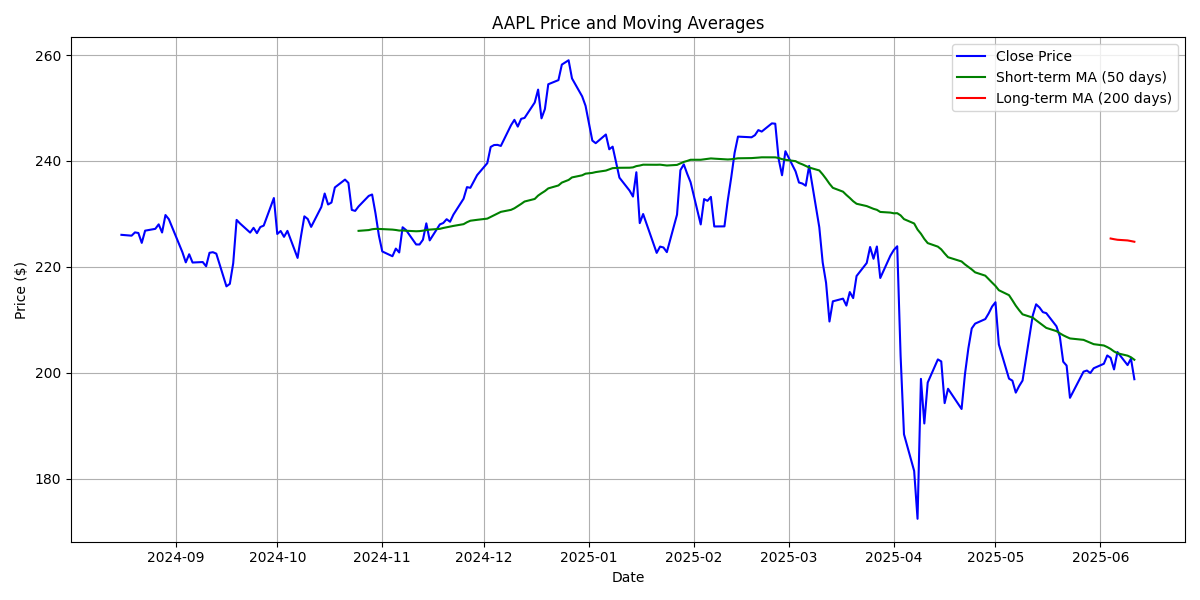 AAPL Price and Moving Averages
Close Price
Short-term MA (50 days)
Long-term MA (200 days)
Price ($)
260
240
220
200
180
2024-09
2024-10
2024-11
2024-12
2025-01
2025-02
2025-03
2025-04
2025-05
2025-06
Date